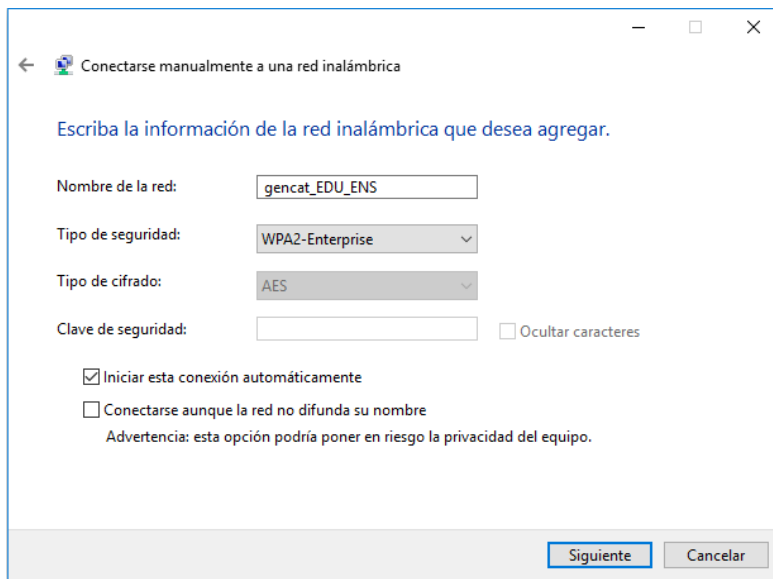 Conectarse manualmente a una red inalámbrica
Escriba la información de la red inalámbrica que desea agregar.
Nombre de la red: gencat_EDU_ENS
Tipo de seguridad: WPA2-Enterprise
Tipo de cifrado: AES
Clave de seguridad: Ocultar caracteres
Iniciar esta conexión automáticamente
Conectarse aunque la red no difunda su nombre
Advertencia: esta opción podría poner en riesgo la privacidad del equipo.
Siguiente Cancelar